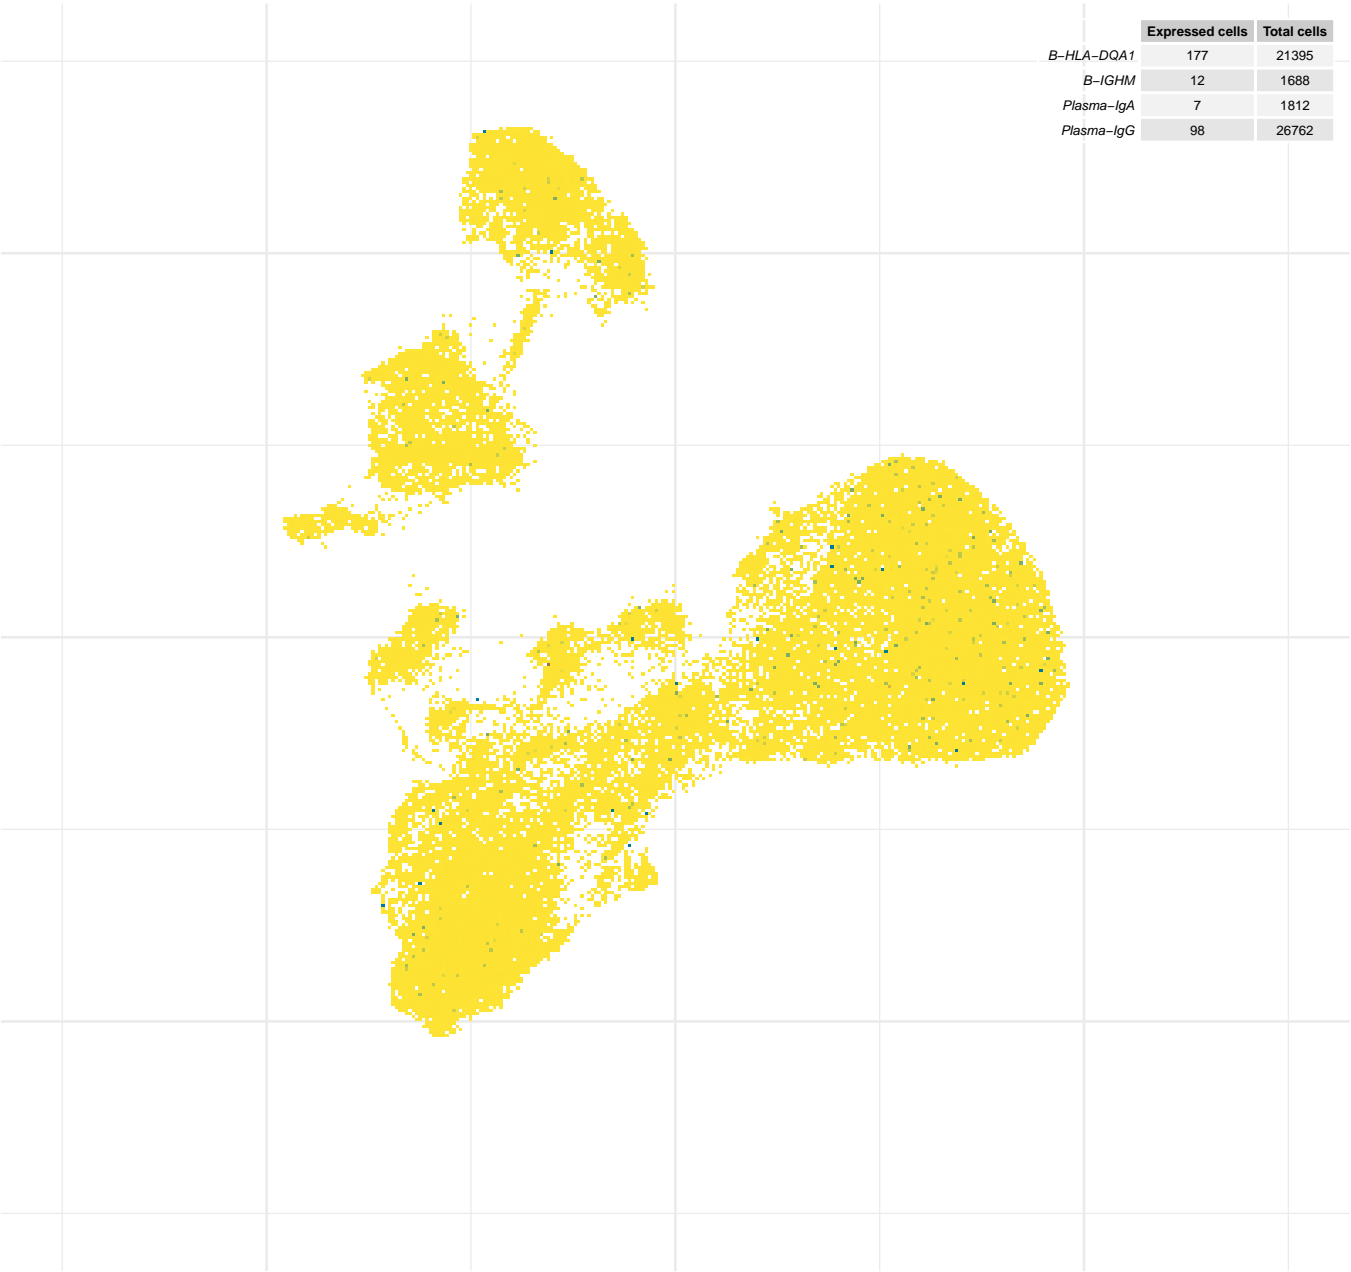 Expressed cells Total cells
B−HLA−DQA1 177 21395
B−IGHM 12 1688
Plasma−IgA 7 1812
Plasma−IgG 98 26762